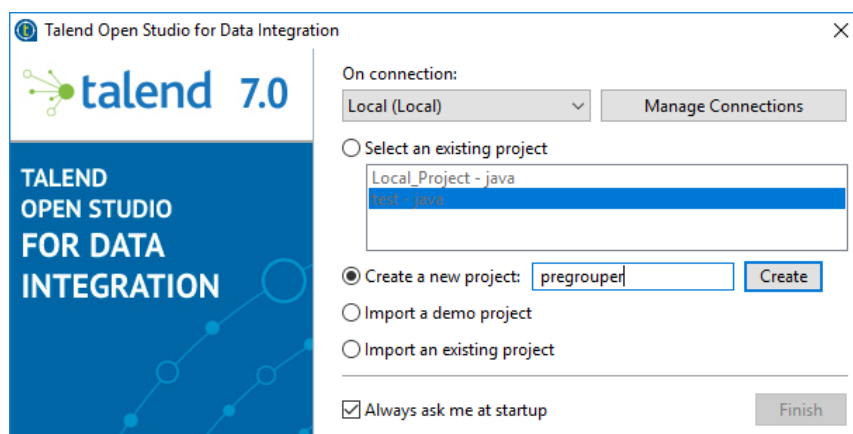 Talend Open Studio for Data Integration
talend 7.0
TALEND
OPEN STUDIO
FOR DATA
INTEGRATION
On connection:
Local (Local)
Manage Connections
Select an existing project
Local_Project - java
test - java
Create a new project:
pregrouper
Create
Import a demo project
Import an existing project
Always ask me at startup
Finish